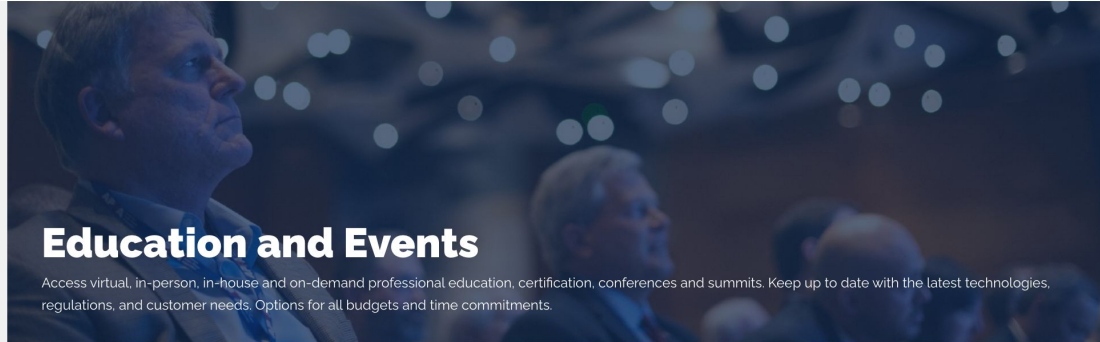 Education and Events
Access virtual, in-person, in-house and on-demand professional education, certification, conferences and summits. Keep up to date with the latest technologies,
regulations, and customer needs. Options for all budgets and time commitments.